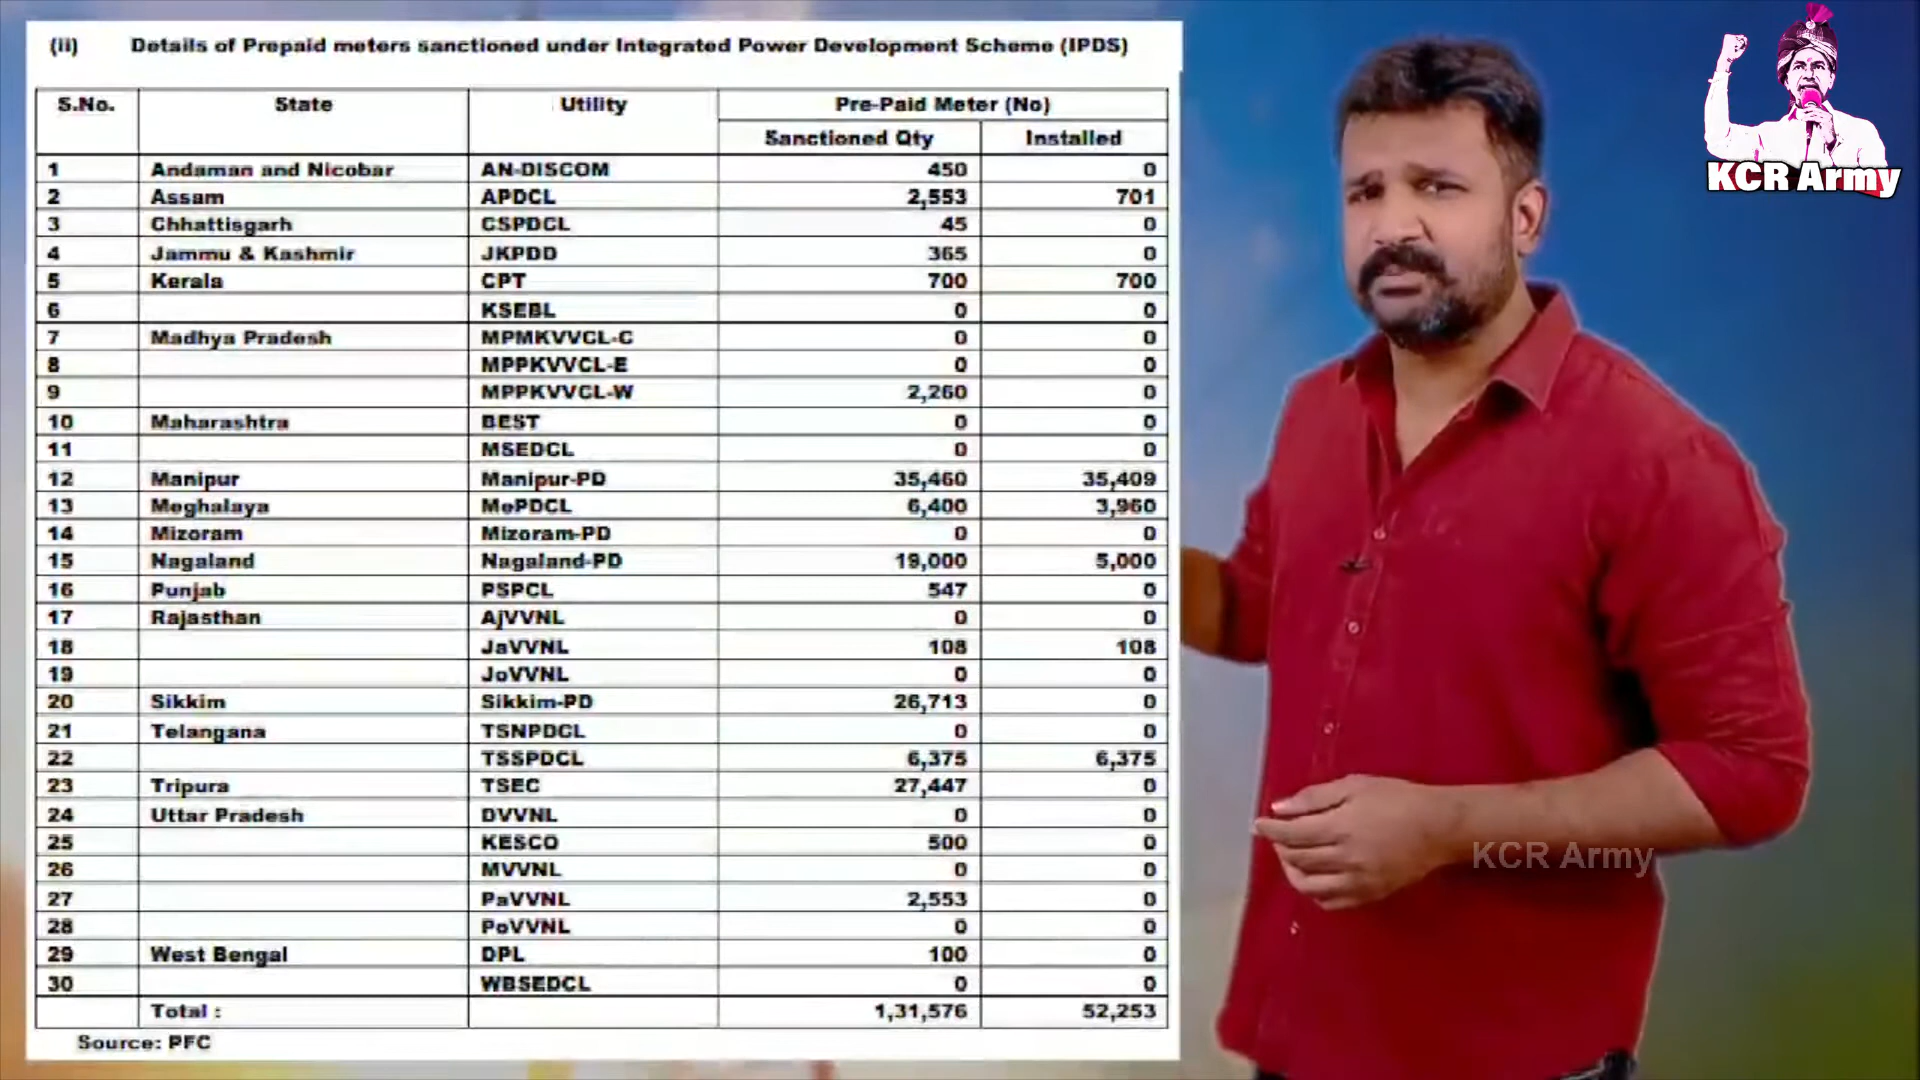 (ii) Details of Prepaid meters sanctioned under Integrated Power Development Scheme (IPDS)
S.No. State Utility Pre-Paid Meter (No)
Sanctioned Qty Installed
1 Andaman and Nicobar AN-DISCOM 450 0
2 Assam APDCL 2,553 701
3 Chhattisgarh CSPDCL 45 0
4 Jammu & Kashmir JKPDD 365 0
5 Kerala CPT 700 700
6 KSEBL 0 0
7 Madhya Pradesh MPMKVVCL-C 0 0
8 MPPKVVCL-E 0 0
9 MPPKVVCL-W 2,260 0
10 Maharashtra BEST 0 0
11 MSEDCL 0 0
12 Manipur Manipur-PD 35,460 35,409
13 Meghalaya MePDCL 6,400 3,960
14 Mizoram Mizoram-PD 0 0
15 Nagaland Nagaland-PD 19,000 5,000
16 Punjab PSPCL 547 0
17 Rajasthan AjVVNL 0 0
18 JaVVNL 108 108
19 JoVVNL 0 0
20 Sikkim Sikkim-PD 26,713 0
21 Telangana TSNPDCL 0 0
22 TSSPDCL 6,375 6,375
23 Tripura TSEC 27,447 0
24 Uttar Pradesh DVVNL 0 0
25 KESCO 500 0
26 MVVNL 0 0
27 PaVVNL 2,553 0
28 PoVVNL 0 0
29 West Bengal DPL 100 0
30 WBSEDCL 0 0
Total : 1,31,576 52,253
Source: PFC
KCR Army
KCR Army